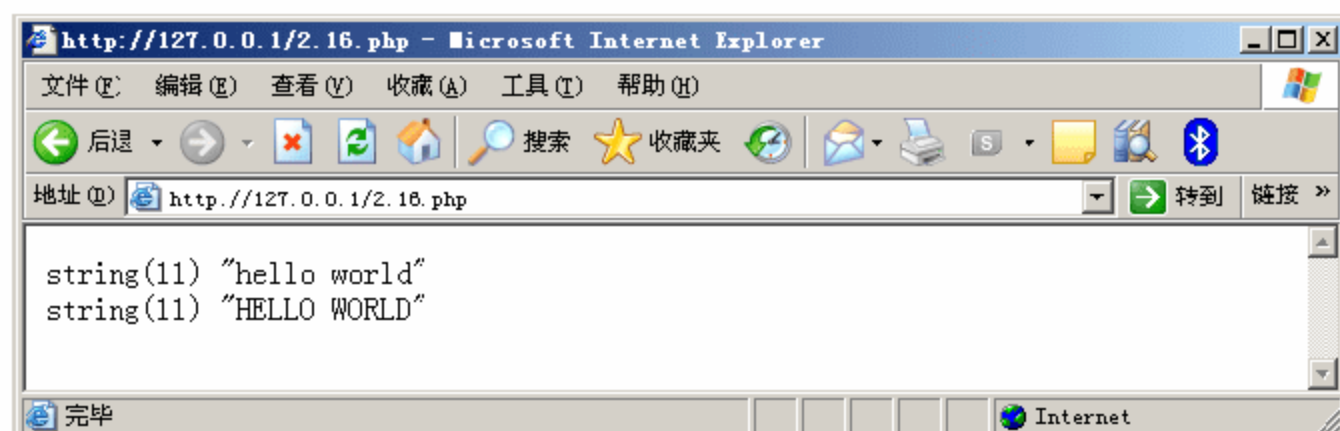 http://127.0.0.1/2.16.php - Microsoft Internet Explorer
文件(F) 编辑(E) 查看(V) 收藏(A) 工具(T) 帮助(H)
后退 搜索 收藏夹 S
地址(D) http://127.0.0.1/2.16.php 转到 链接 »
string(11) "hello world"
string(11) "HELLO WORLD"
完毕 Internet